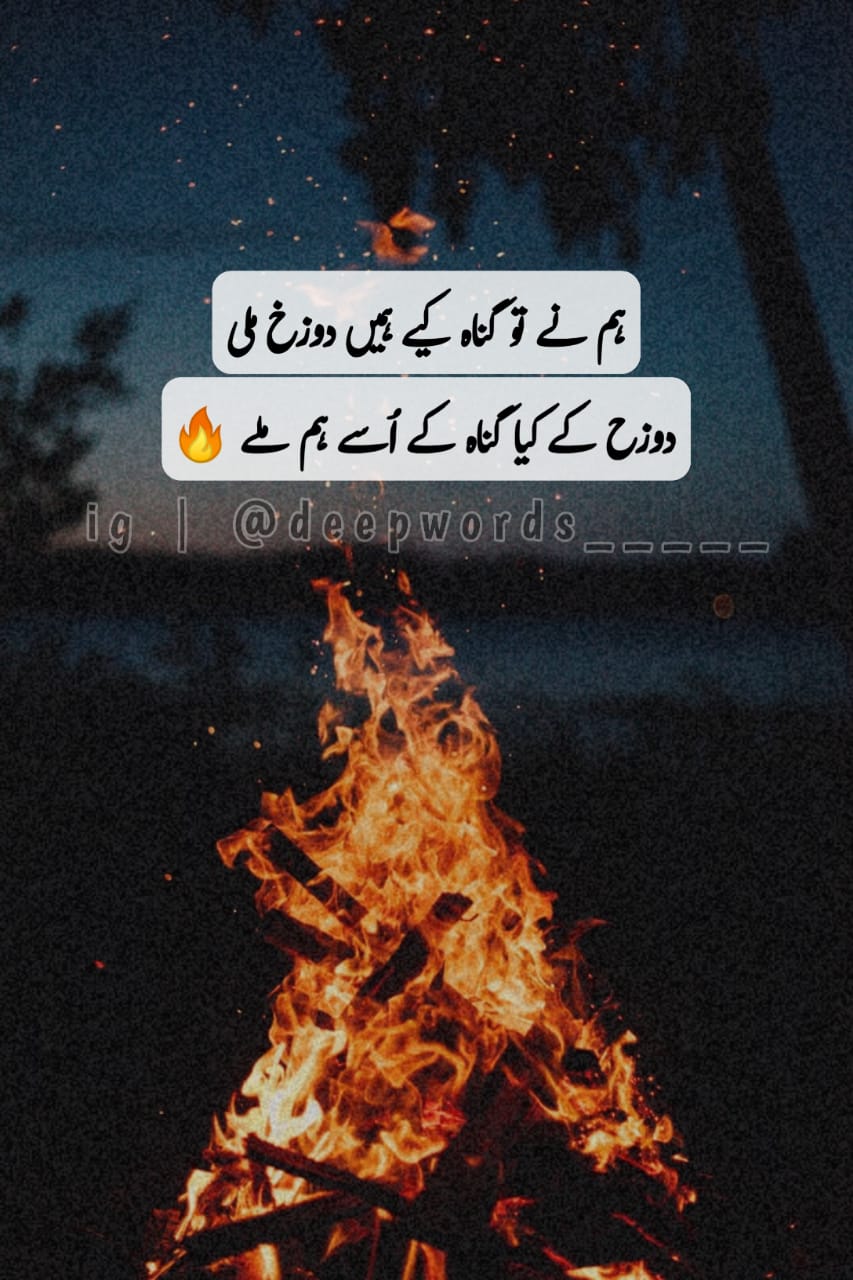 ہم نے تو گناہ کیے ہیں دوزخ ملی
دوزح کے کیا گناہ کے اُسے ہم ملے 🔥
ig | @deepwords_____